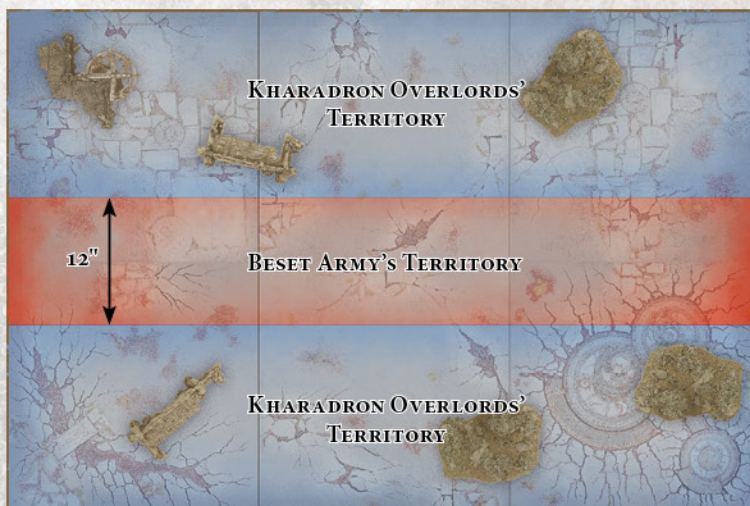 Kharadron Overlords’
Territory
12"
Beset Army’s Territory
Kharadron Overlords’
Territory